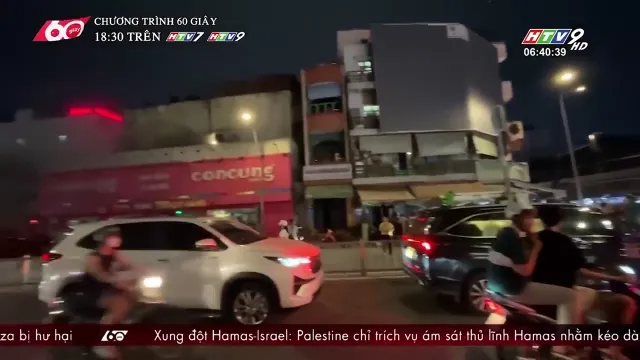 60 giây
CHƯƠNG TRÌNH 60 GIÂY
18:30 TRÊN HTV7 HTV9
HTV9 HD
06:40:39
concung
za bị hư hại
60
Xung đột Hamas-Israel: Palestine chỉ trích vụ ám sát thủ lĩnh Hamas nhằm kéo dà